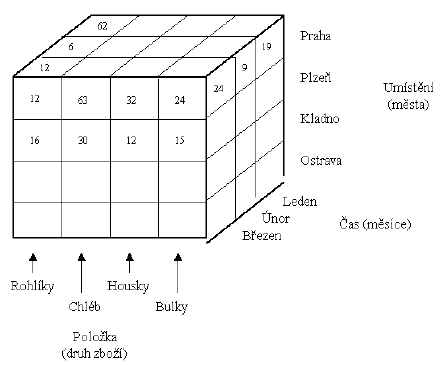 62
6
19
Praha
12
9
24
Plzeň
Umístění
(města)
12 63 32 24
16 30 12 15
Kladno
Ostrava
Leden
Únor
Březen
Čas (měsíce)
Rohlíky
Housky
Chléb
Bulky
Položka
(druh zboží)